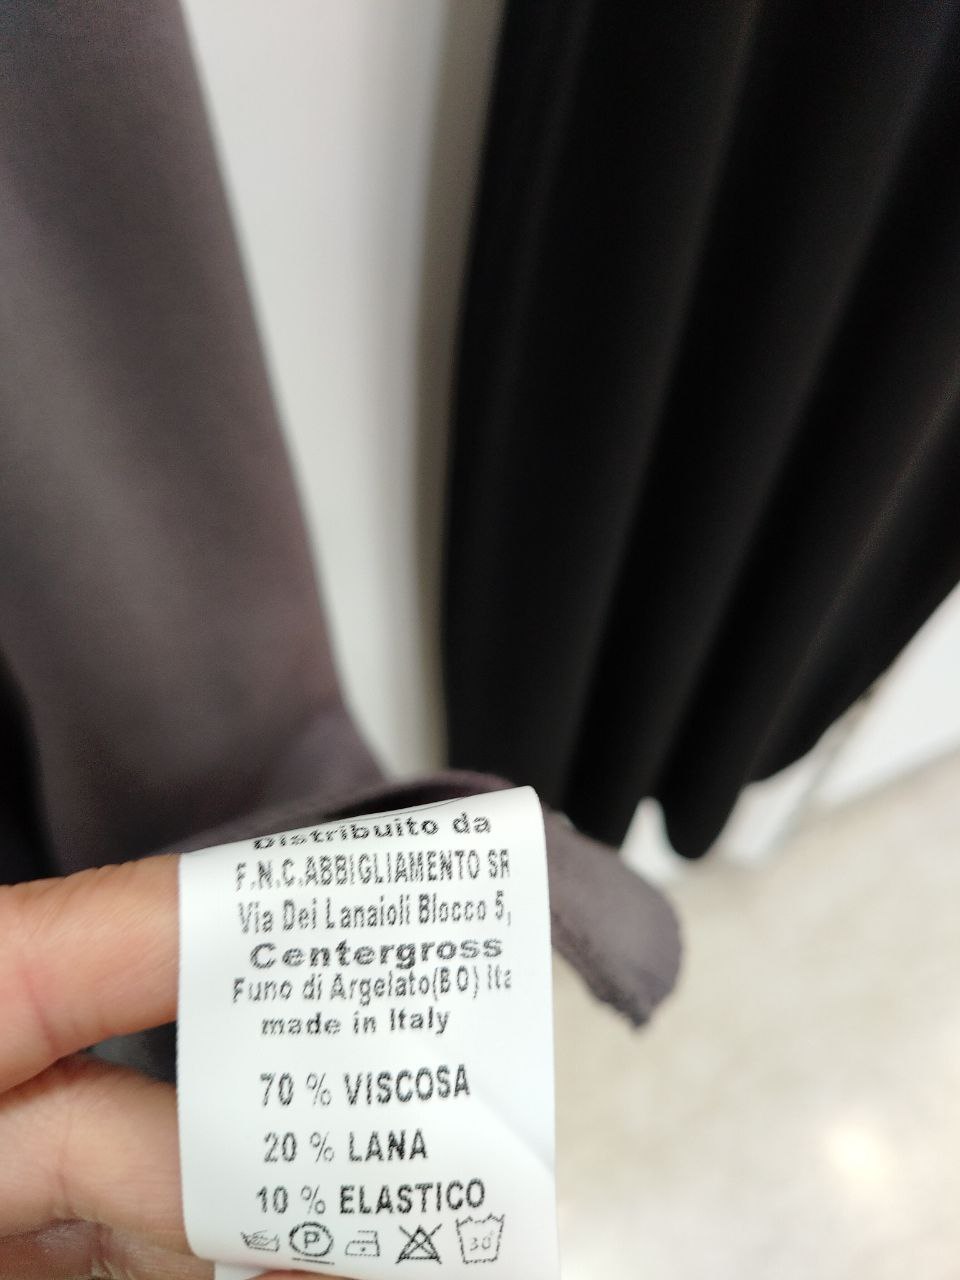 Distribuito da
F.N.C.ABBIGLIAMENTO SR
Via Dei Lanaioli Blocco 5,
Centergross
Funo di Argelato(BO) Ita
made in Italy
70 % VISCOSA
20 % LANA
10 % ELASTICO
P 30°